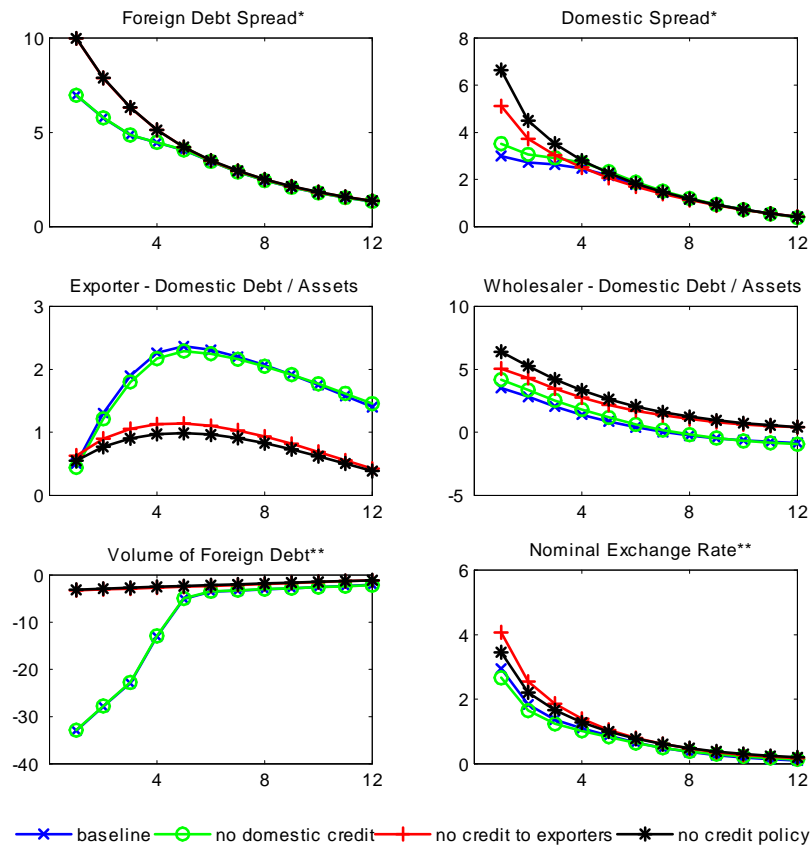 Foreign Debt Spread*
10
5
0
4 8 12
Domestic Spread*
8
6
4
2
0
4 8 12
Exporter - Domestic Debt / Assets
3
2
1
0
4 8 12
Wholesaler - Domestic Debt / Assets
10
5
0
-5
4 8 12
Volume of Foreign Debt**
0
-10
-20
-30
-40
4 8 12
Nominal Exchange Rate**
6
4
2
0
4 8 12
baseline no domestic credit no credit to exporters no credit policy